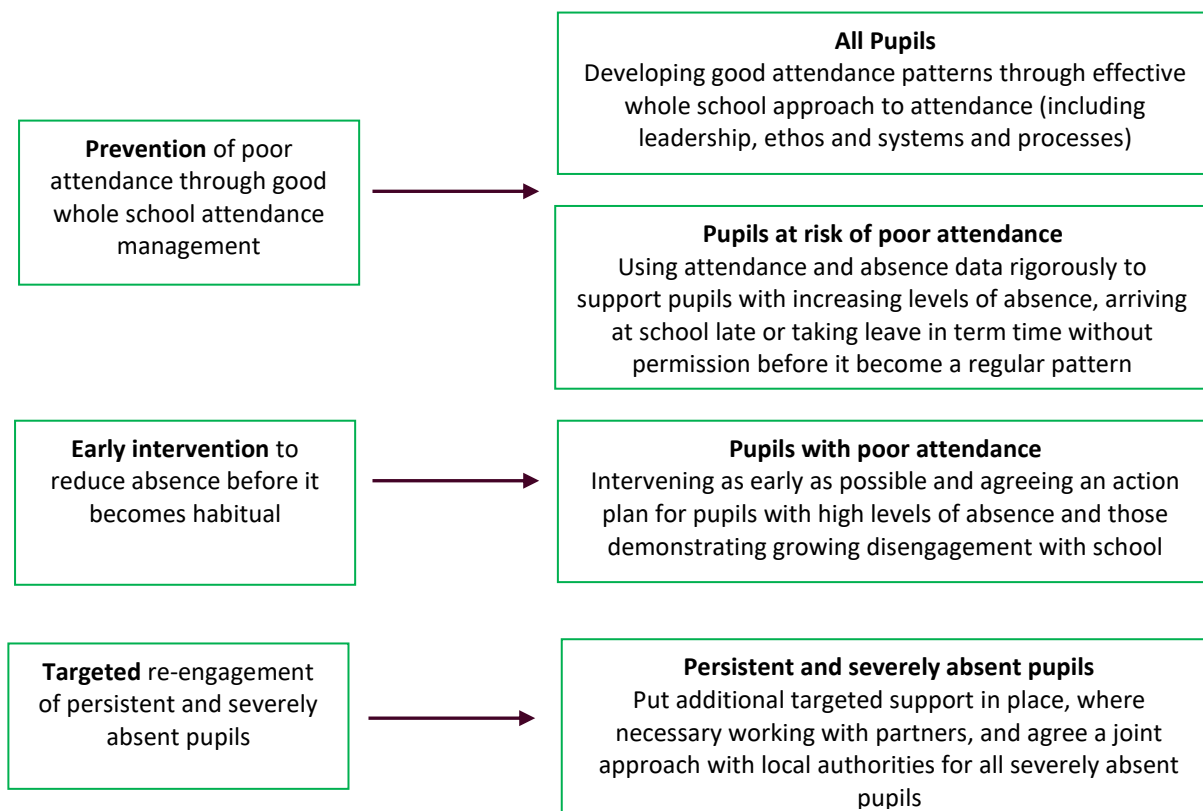 Prevention of poor
attendance through good
whole school attendance
management
All Pupils
Developing good attendance patterns through effective
whole school approach to attendance (including
leadership, ethos and systems and processes)
Pupils at risk of poor attendance
Using attendance and absence data rigorously to
support pupils with increasing levels of absence, arriving
at school late or taking leave in term time without
permission before it become a regular pattern
Early intervention to
reduce absence before it
becomes habitual
Pupils with poor attendance
Intervening as early as possible and agreeing an action
plan for pupils with high levels of absence and those
demonstrating growing disengagement with school
Targeted re-engagement
of persistent and severely
absent pupils
Persistent and severely absent pupils
Put additional targeted support in place, where
necessary working with partners, and agree a joint
approach with local authorities for all severely absent
pupils